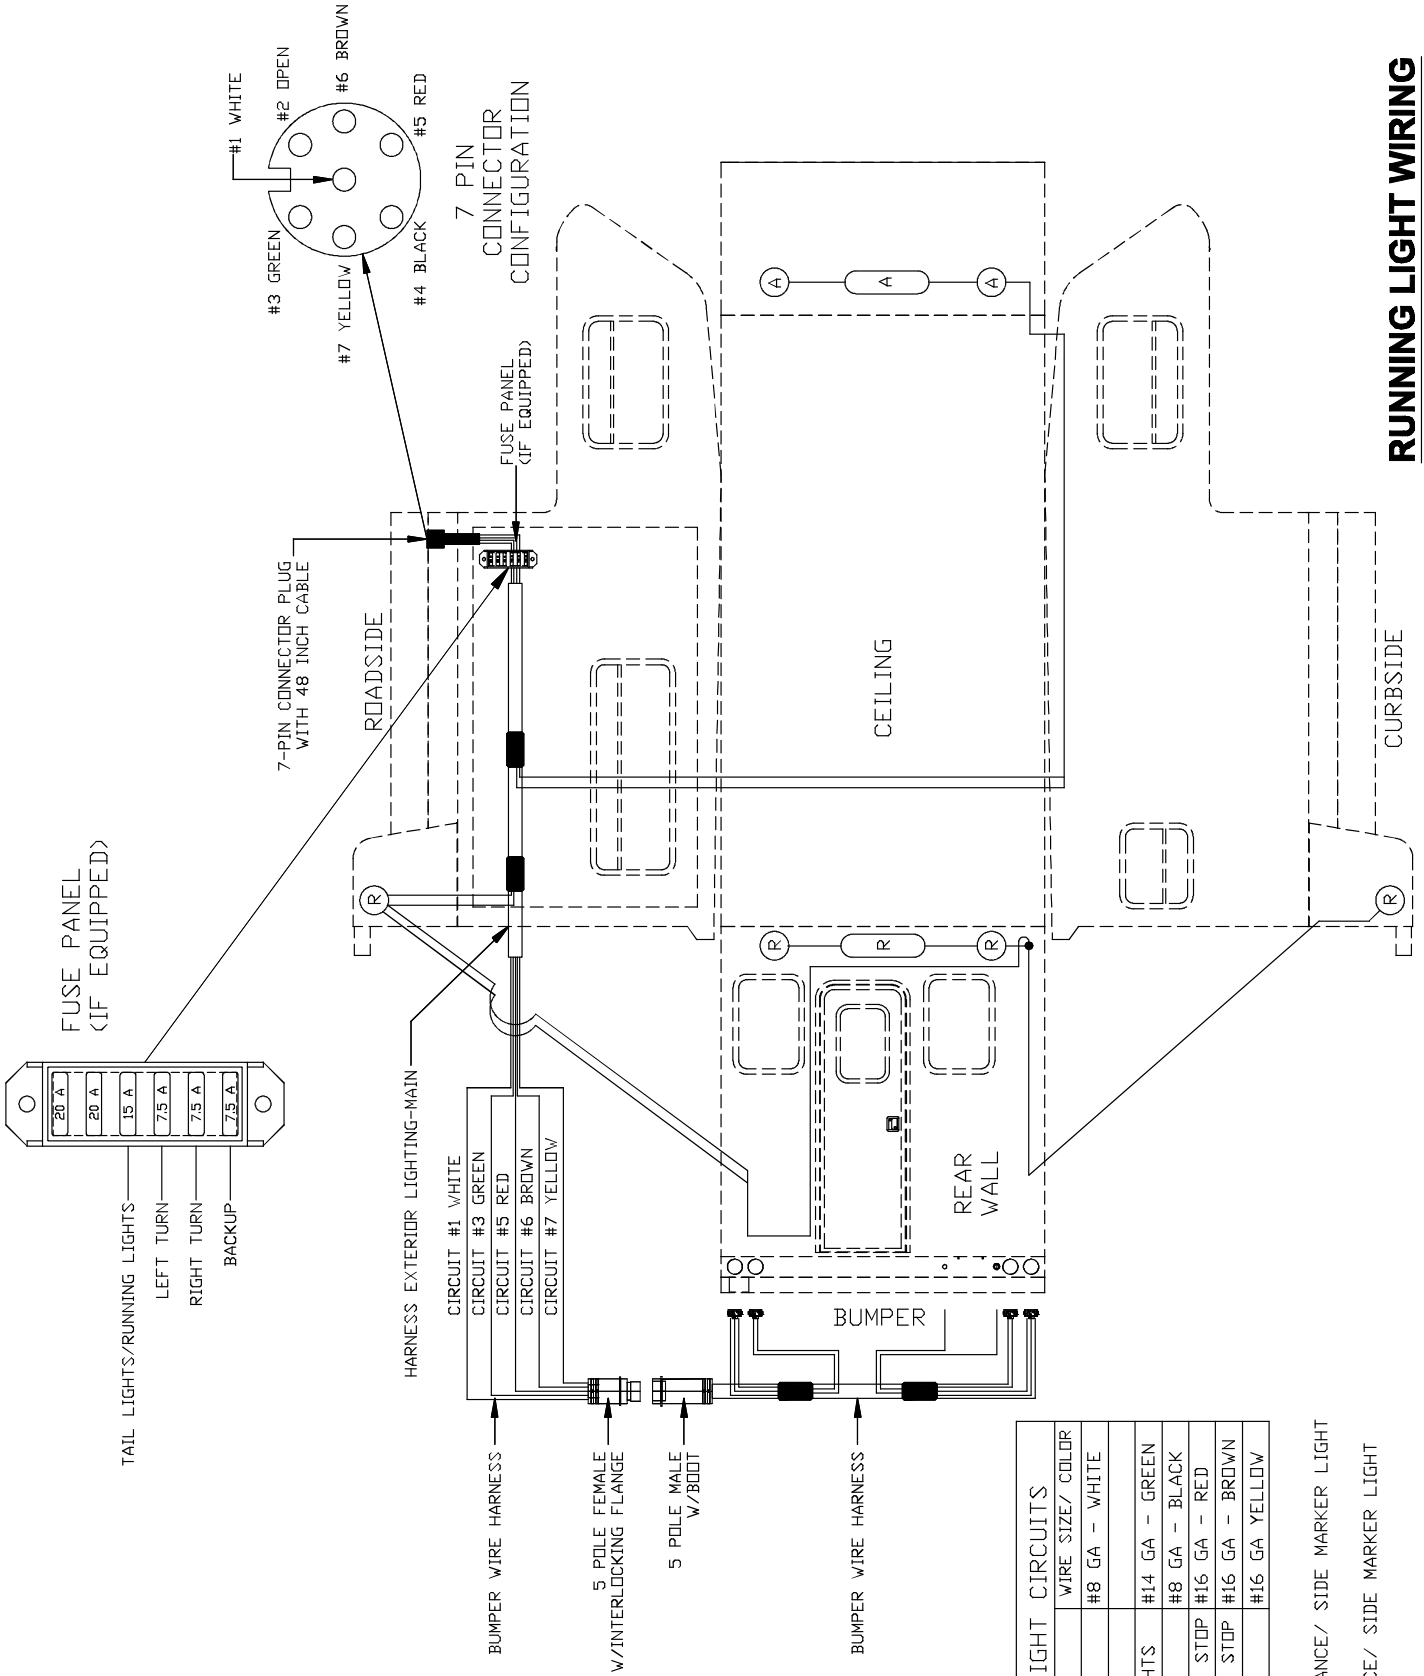 RUNNING LIGHT WIRING
#1 WHITE
#2 OPEN
#6 BROWN
#5 RED
#3 GREEN
#7 YELLOW
#4 BLACK
7 PIN
CONNECTOR
CONFIGURATION
FUSE PANEL
(IF EQUIPPED)
7-PIN CONNECTOR PLUG
WITH 48 INCH CABLE
ROADSIDE
CEILING
CURBSIDE
A
A
A
R
R
R
R
R
FUSE PANEL
(IF EQUIPPED)
20 A
20 A
15 A
7.5 A
7.5 A
7.5 A
TAIL LIGHTS/RUNNING LIGHTS
LEFT TURN
RIGHT TURN
BACKUP
HARNESS EXTERIOR LIGHTING-MAIN
CIRCUIT #1 WHITE
CIRCUIT #3 GREEN
CIRCUIT #5 RED
CIRCUIT #6 BROWN
CIRCUIT #7 YELLOW
REAR
WALL
BUMPER
BUMPER WIRE HARNESS
5 POLE FEMALE
W/INTERLOCKING FLANGE
5 POLE MALE
W/BOOT
BUMPER WIRE HARNESS
IGHT CIRCUITS
WIRE SIZE/ COLOR
#8 GA - WHITE
HTS #14 GA - GREEN
#8 GA - BLACK
STOP #16 GA - RED
STOP #16 GA - BROWN
#16 GA YELLOW
ANCE/ SIDE MARKER LIGHT
CE/ SIDE MARKER LIGHT